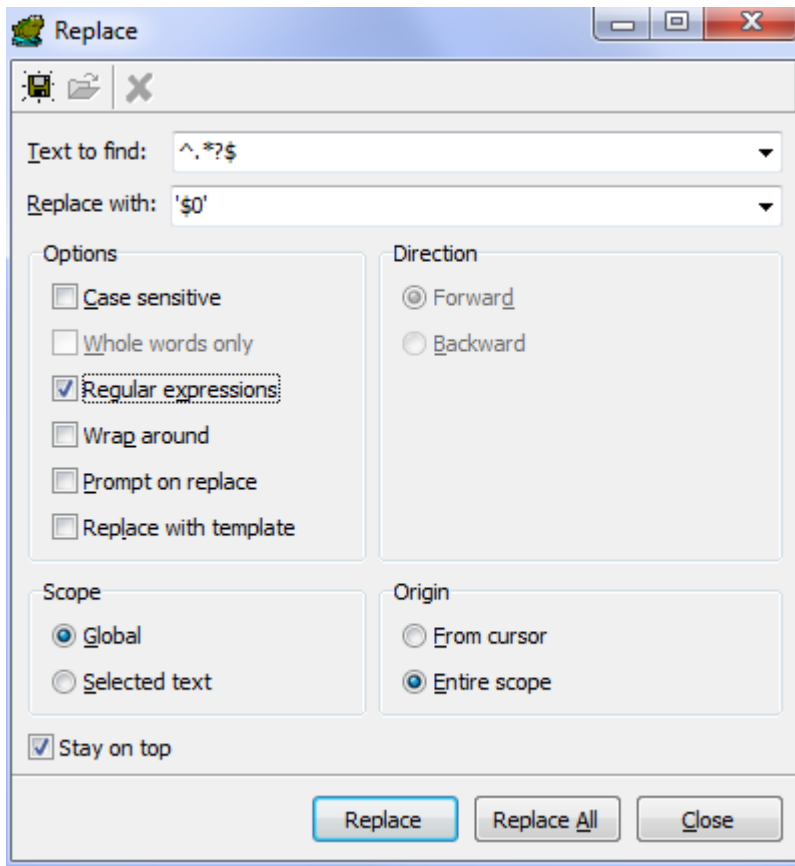 Replace
Text to find: ^.*?$
Replace with: '$0'
Options
Case sensitive
Whole words only
Regular expressions
Wrap around
Prompt on replace
Replace with template
Direction
Forward
Backward
Scope
Global
Selected text
Origin
From cursor
Entire scope
Stay on top
Replace Replace All Close